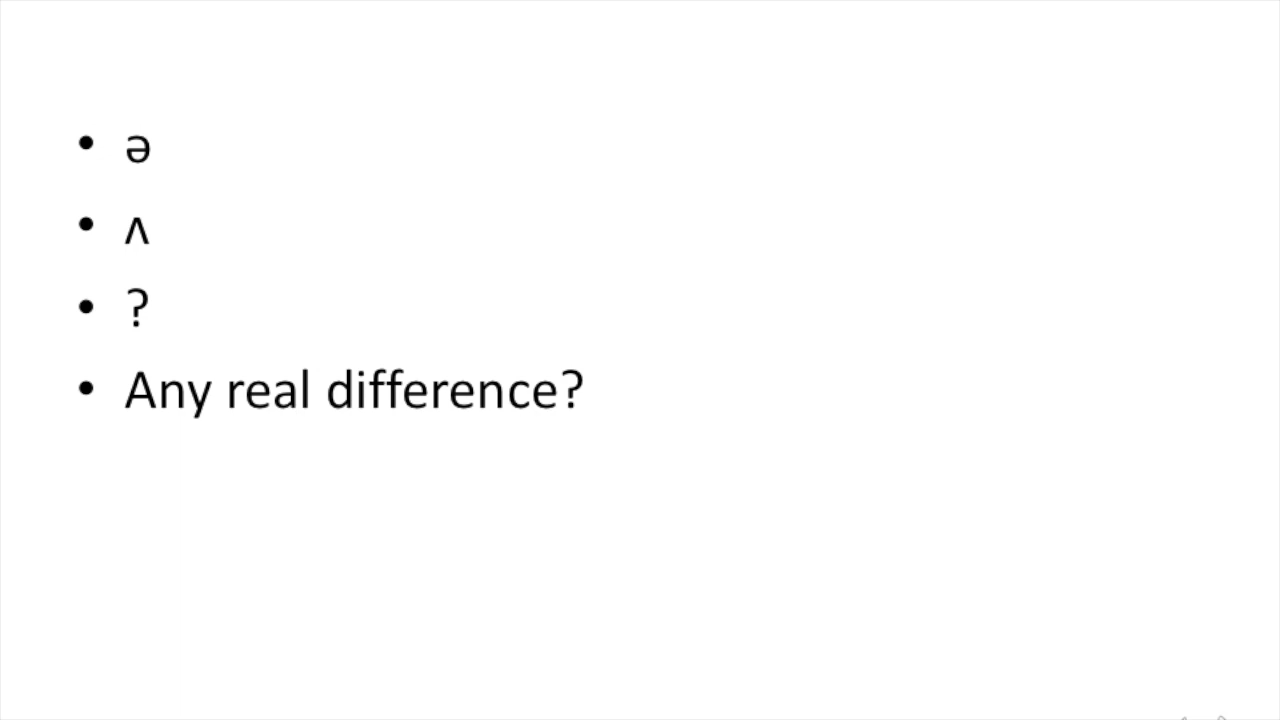 • ə
• ʌ
• ?
• Any real difference?